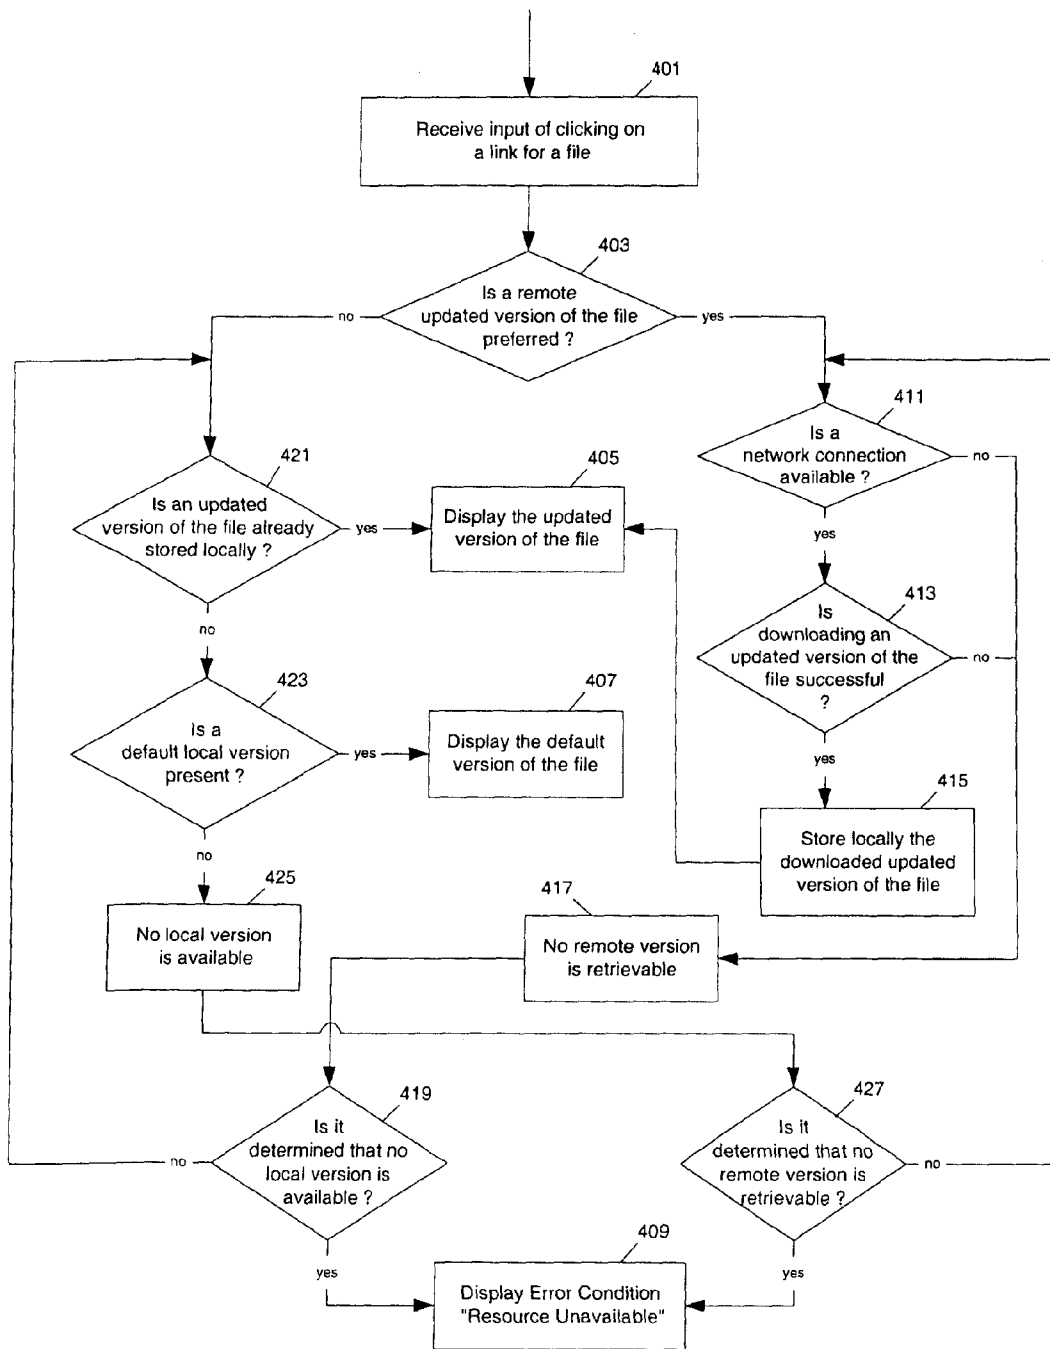 401
Receive input of clicking on
a link for a file
403
Is a remote
updated version of the file
preferred ?
no
yes
411
Is a
network connection
available ?
no
yes
421
Is an updated
version of the file already
stored locally ?
yes
no
405
Display the updated
version of the file
413
Is
downloading an
updated version of the
file successful
?
no
yes
423
Is a
default local version
present ?
yes
no
407
Display the default
version of the file
415
Store locally the
downloaded updated
version of the file
425
No local version
is available
417
No remote version
is retrievable
419
Is it
determined that no
local version is
available ?
no
yes
427
Is it
determined that no
remote version is
retrievable ?
no
yes
409
Display Error Condition
"Resource Unavailable"